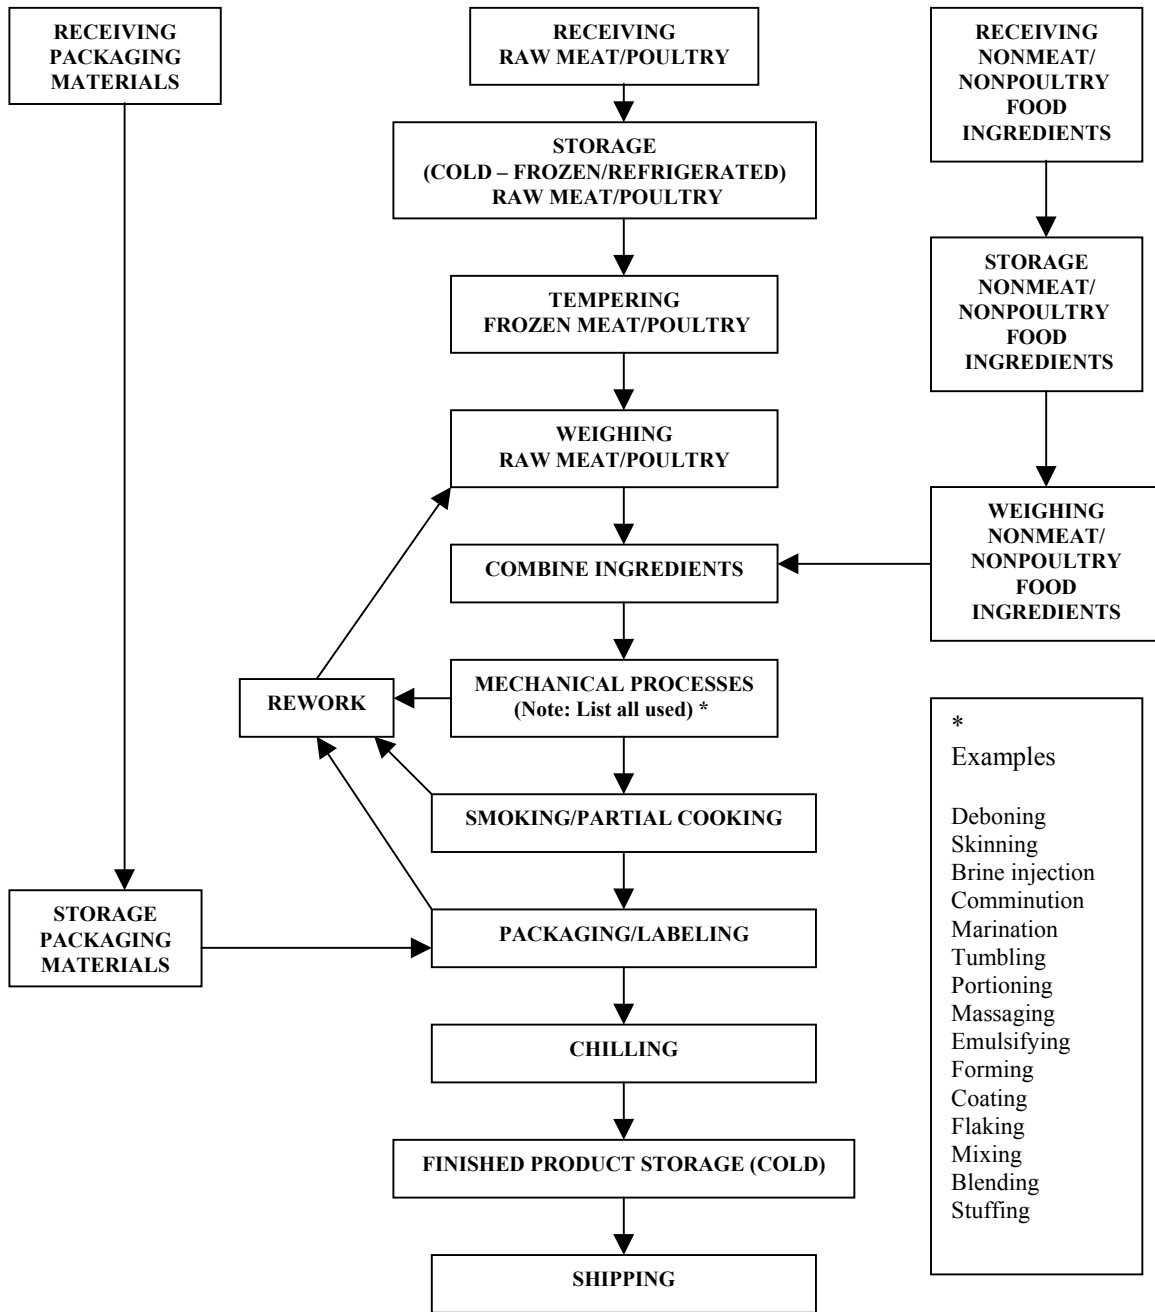 RECEIVING
PACKAGING
MATERIALS
RECEIVING
RAW MEAT/POULTRY
RECEIVING
NONMEAT/
NONPOULTRY
FOOD
INGREDIENTS
STORAGE
(COLD – FROZEN/REFRIGERATED)
RAW MEAT/POULTRY
STORAGE
NONMEAT/
NONPOULTRY
FOOD
INGREDIENTS
TEMPERING
FROZEN MEAT/POULTRY
WEIGHING
RAW MEAT/POULTRY
WEIGHING
NONMEAT/
NONPOULTRY
FOOD
INGREDIENTS
COMBINE INGREDIENTS
MECHANICAL PROCESSES
(Note: List all used) *
REWORK
SMOKING/PARTIAL COOKING
STORAGE
PACKAGING
MATERIALS
PACKAGING/LABELING
CHILLING
FINISHED PRODUCT STORAGE (COLD)
SHIPPING
*
Examples
Deboning
Skinning
Brine injection
Comminution
Marination
Tumbling
Portioning
Massaging
Emulsifying
Forming
Coating
Flaking
Mixing
Blending
Stuffing